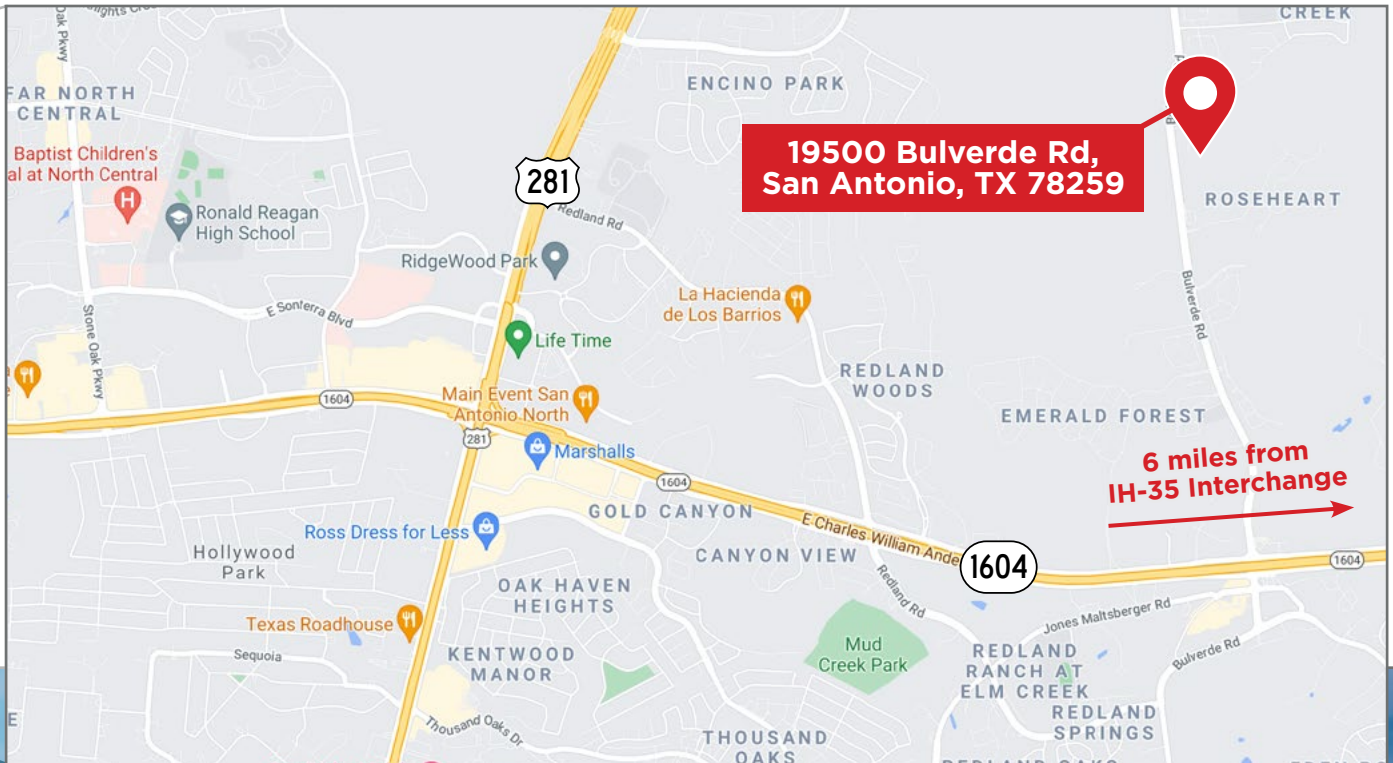 Oak Pkwy
CREEK
FAR NORTH
CENTRAL
ENCINO PARK
19500 Bulverde Rd,
San Antonio, TX 78259
Baptist Children's
al at North Central
H
281
Ronald Reagan
High School
Redland Rd
ROSEHEART
RidgeWood Park
La Hacienda
de Los Barrios
Bulverde Rd
E Sonterra Blvd
Stone Oak Pkwy
Life Time
REDLAND
WOODS
1604
Main Event San
Antonio North
EMERALD FOREST
281
Marshalls
6 miles from
IH-35 Interchange
1604
GOLD CANYON
E Charles William Ande
Ross Dress for Less
CANYON VIEW
1604
1604
Hollywood
Park
OAK HAVEN
HEIGHTS
Redland Rd
Jones Maltsberger Rd
Texas Roadhouse
Mud
Creek Park
Sequoia
KENTWOOD
MANOR
REDLAND
RANCH AT
ELM CREEK
Bulverde Rd
REDLAND
SPRINGS
E
Thousand Oaks Dr
THOUSAND
OAKS